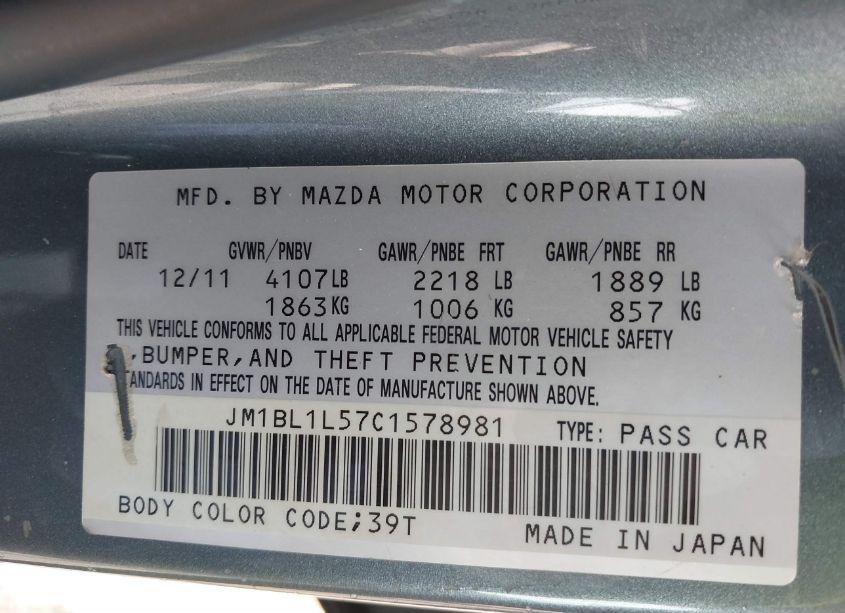 MFD. BY MAZDA MOTOR CORPORATION
DATE GVWR/PNBV GAWR/PNBE FRT GAWR/PNBE RR
12/11 4107LB 2218 LB 1889 LB
1863KG 1006 KG 857 KG
THIS VEHICLE CONFORMS TO ALL APPLICABLE FEDERAL MOTOR VEHICLE SAFETY
,BUMPER,AND THEFT PREVENTION
STANDARDS IN EFFECT ON THE DATE OF MANUFACTURE SHOWN ABOVE.
JM1BL1L57C1578981 TYPE: PASS CAR
BODY COLOR CODE;39T MADE IN JAPAN